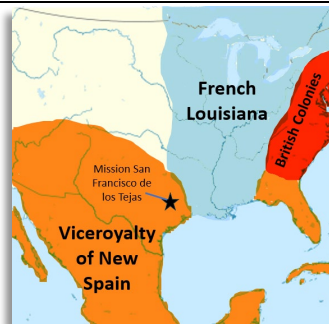 French
Louisiana
British Colonies
Mission San
Francisco de
los Tejas
Viceroyalty
of New
Spain